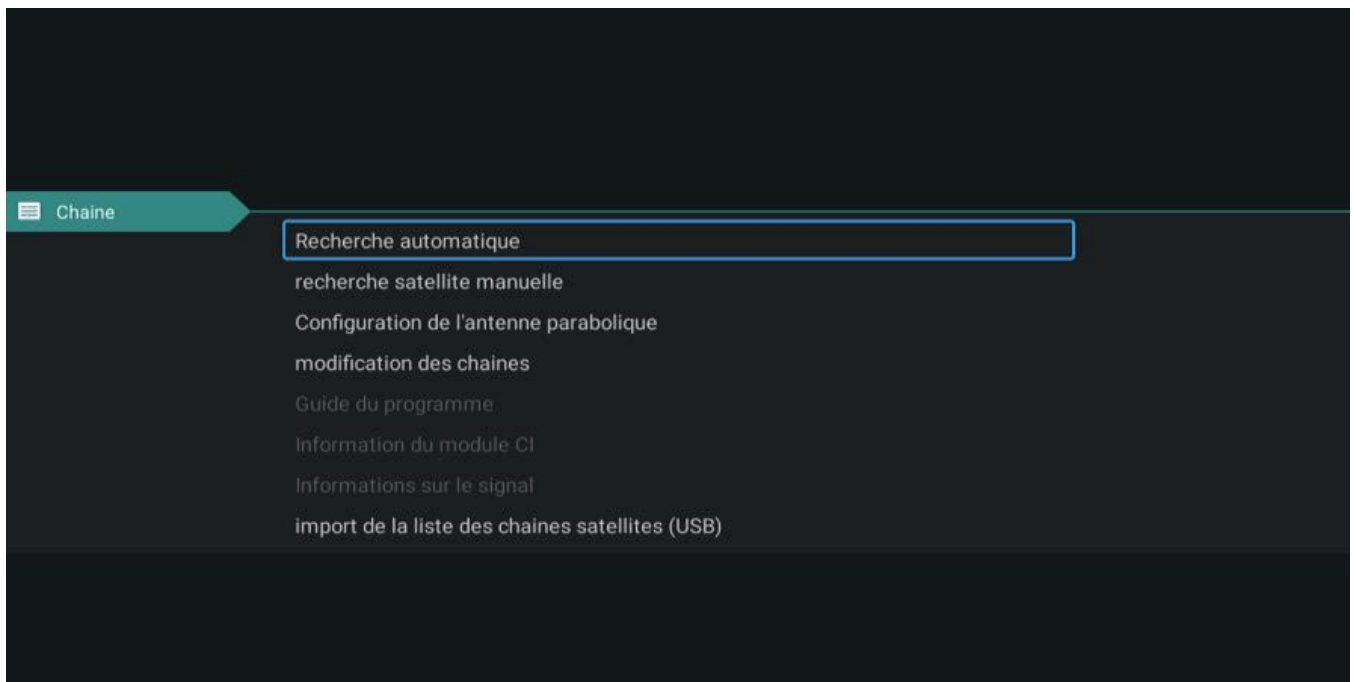 Chaine
Recherche automatique
recherche satellite manuelle
Configuration de l'antenne parabolique
modification des chaines
Guide du programme
Information du module CI
Informations sur le signal
import de la liste des chaines satellites (USB)